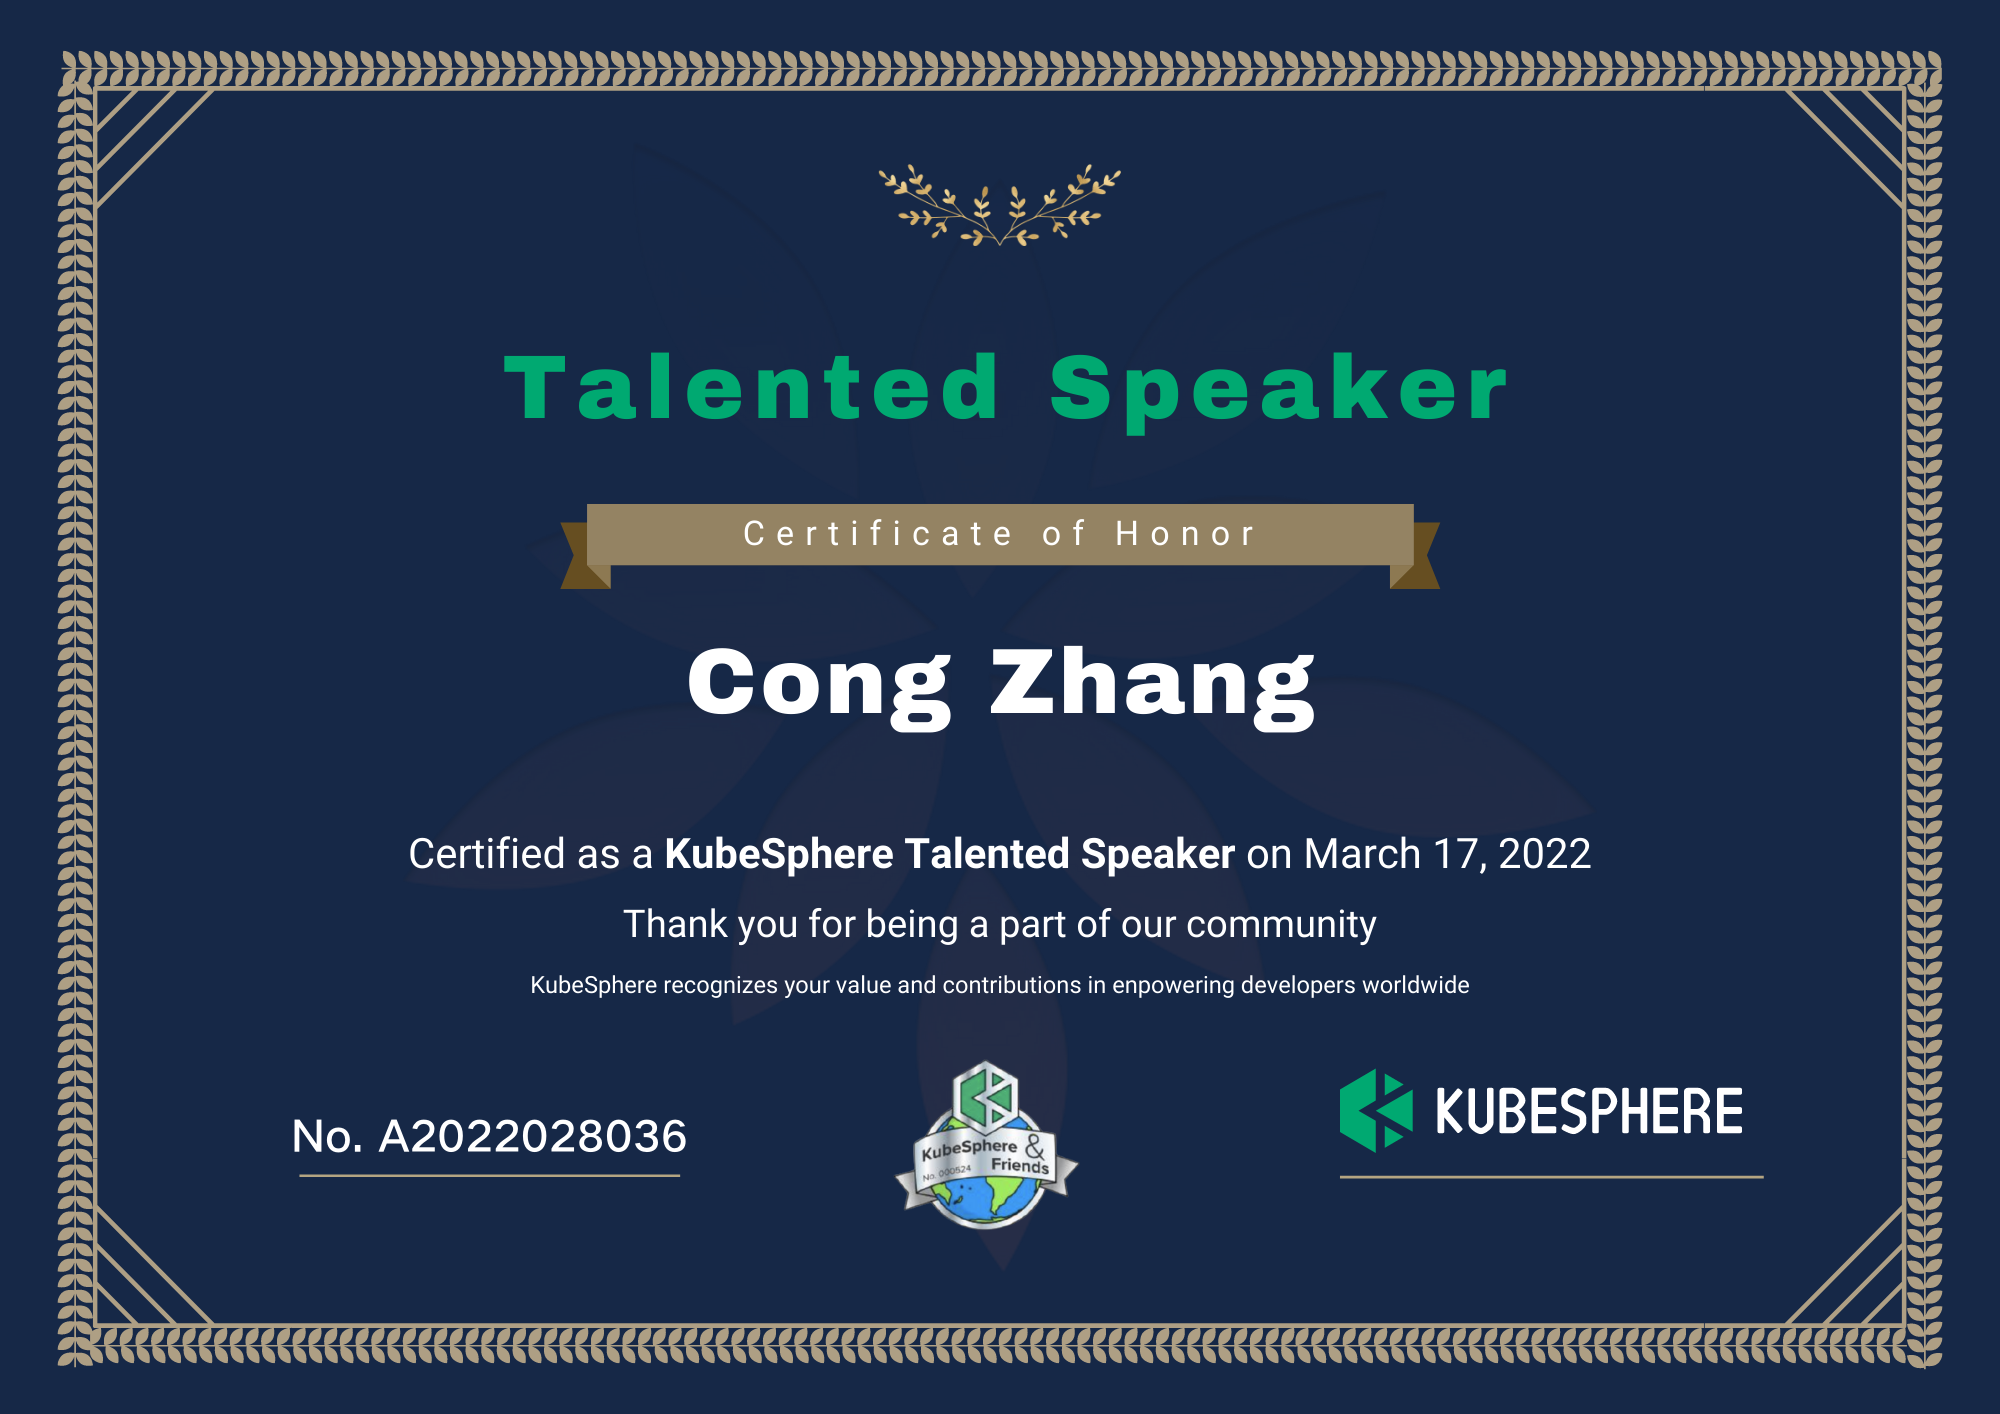 Talented Speaker
Certificate of Honor
Cong Zhang
Certified as a KubeSphere Talented Speaker on March 17, 2022
Thank you for being a part of our community
KubeSphere recognizes your value and contributions in enpowering developers worldwide
No. A2022028036
KubeSphere &
Friends
No. 000524
KUBESPHERE